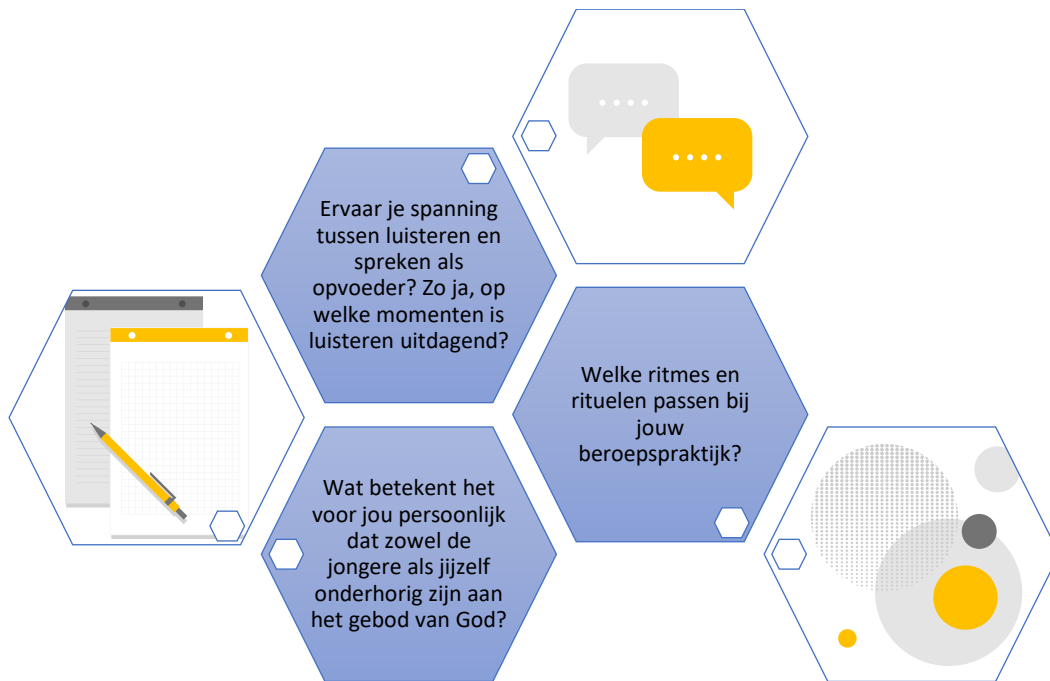 Ervaar je spanning
tussen luisteren en
spreken als
opvoeder? Zo ja, op
welke momenten is
luisteren uitdagend?
Welke ritmes en
rituelen passen bij
jouw
beroepspraktijk?
Wat betekent het
voor jou persoonlijk
dat zowel de
jongere als jijzelf
onderhorig zijn aan
het gebod van God?